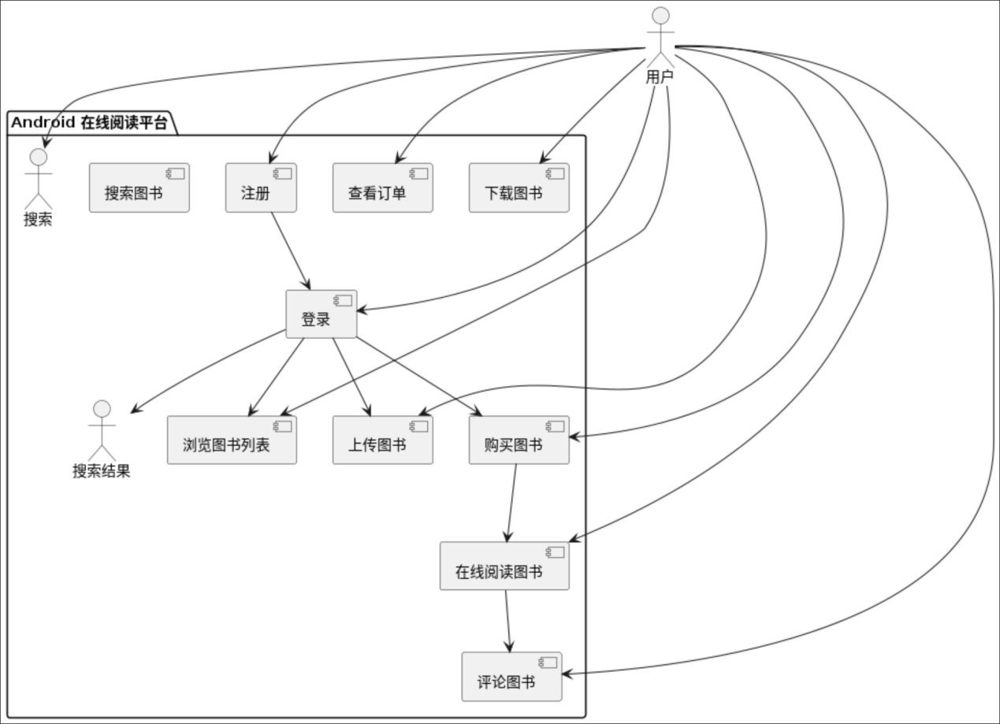 用户
Android 在线阅读平台
搜索
搜索图书
注册
查看订单
下载图书
登录
搜索结果
浏览图书列表
上传图书
购买图书
在线阅读图书
评论图书